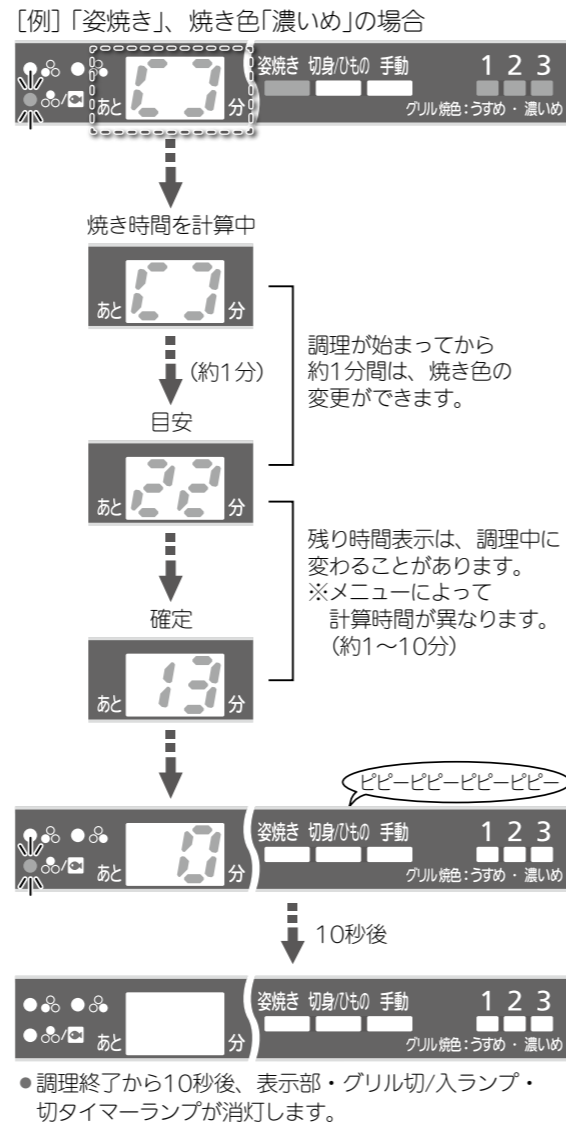 ［例］「姿焼き」、焼き色「濃いめ」の場合
あと 分 姿焼き 切身/ひもの 手動 1 2 3
グリル焼色：うすめ ・ 濃いめ
焼き時間を計算中
あと 分
(約1分)
調理が始まってから
約1分間は、焼き色の
変更ができます。
目安
あと 22 分
残り時間表示は、調理中に
変わることがあります。
※メニューによって
計算時間が異なります。
（約1～10分）
確定
あと 13 分
ピピーピピーピピーピピー
あと 0 分 姿焼き 切身/ひもの 手動 1 2 3
グリル焼色：うすめ ・ 濃いめ
10秒後
あと 分 姿焼き 切身/ひもの 手動 1 2 3
グリル焼色：うすめ ・ 濃いめ
●調理終了から10秒後、表示部・グリル切/入ランプ・
切タイマーランプが消灯します。